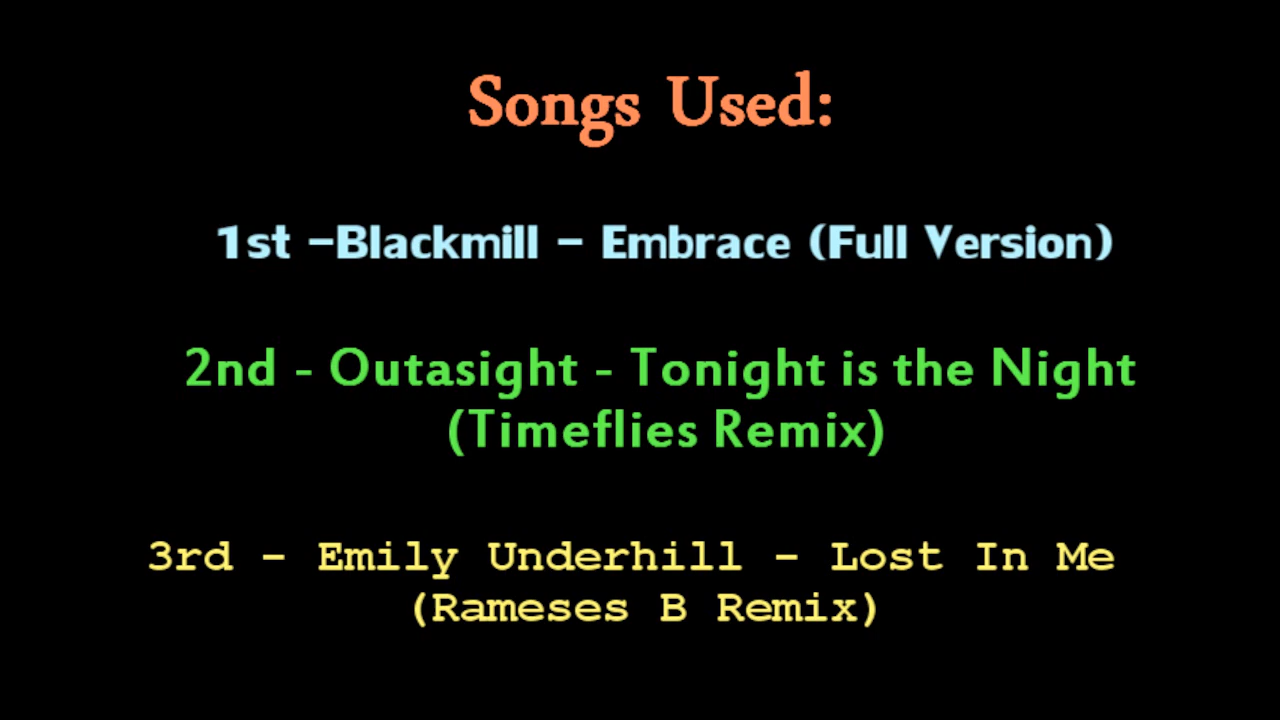 Songs Used:
1st -Blackmill - Embrace (Full Version)
2nd - Outasight - Tonight is the Night
(Timeflies Remix)
3rd - Emily Underhill - Lost In Me
(Rameses B Remix)